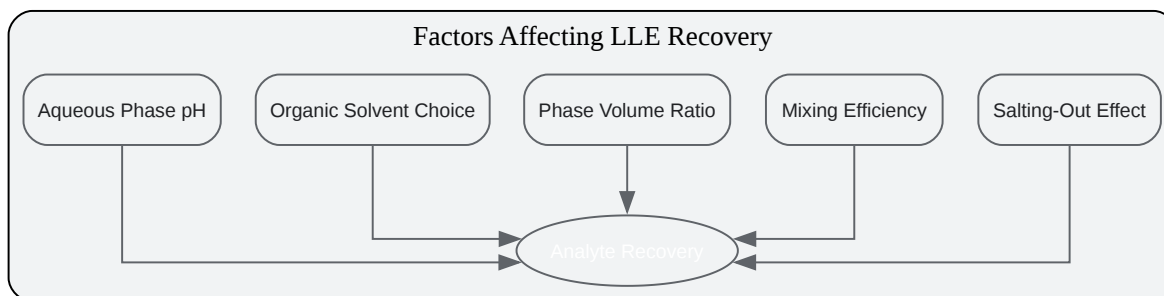 Factors Affecting LLE Recovery
Aqueous Phase pH
Organic Solvent Choice
Phase Volume Ratio
Mixing Efficiency
Salting-Out Effect
Analyte Recovery